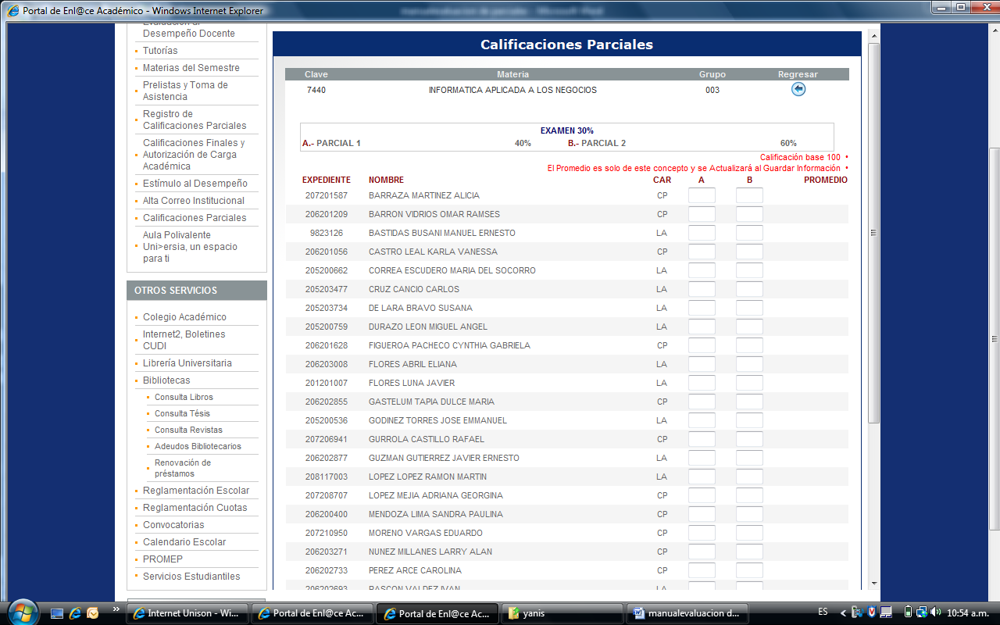 Portal de Enl@ce Académico - Windows Internet Explorer
Desempeño Docente
Tutorías
Materias del Semestre
Prelistas y Toma de
Asistencia
Registro de
Calificaciones Parciales
Calificaciones Finales y
Autorización de Carga
Académica
Estímulo al Desempeño
Alta Correo Institucional
Calificaciones Parciales
Aula Polivalente
Uni>ersia, un espacio
para ti
OTROS SERVICIOS
Colegio Académico
Internet2, Boletines
CUDI
Librería Universitaria
Bibliotecas
Consulta Libros
Consulta Tésis
Consulta Revistas
Adeudos Bibliotecarios
Renovación de
préstamos
Reglamentación Escolar
Reglamentación Cuotas
Convocatorias
Calendario Escolar
PROMEP
Servicios Estudiantiles
Calificaciones Parciales
Clave Materia Grupo Regresar
7440 INFORMATICA APLICADA A LOS NEGOCIOS 003
EXAMEN 30%
A.- PARCIAL 1 40% B.- PARCIAL 2 60%
Calificación base 100 •
El Promedio es solo de este concepto y se Actualizará al Guardar Información •
EXPEDIENTE NOMBRE CAR A B PROMEDIO
207201587 BARRAZA MARTINEZ ALICIA CP
206201209 BARRON VIDRIOS OMAR RAMSES CP
9823126 BASTIDAS BUSANI MANUEL ERNESTO LA
206201056 CASTRO LEAL KARLA VANESSA CP
205200662 CORREA ESCUDERO MARIA DEL SOCORRO LA
205203477 CRUZ CANCIO CARLOS LA
205203734 DE LARA BRAVO SUSANA LA
205200759 DURAZO LEON MIGUEL ANGEL LA
206201628 FIGUEROA PACHECO CYNTHIA GABRIELA CP
206203008 FLORES ABRIL ELIANA LA
201201007 FLORES LUNA JAVIER LA
206202855 GASTELUM TAPIA DULCE MARIA CP
205200536 GODINEZ TORRES JOSE EMMANUEL LA
207206941 GURROLA CASTILLO RAFAEL CP
206202877 GUZMAN GUTIERREZ JAVIER ERNESTO LA
208117003 LOPEZ LOPEZ RAMON MARTIN LA
207208707 LOPEZ MEJIA ADRIANA GEORGINA CP
206200400 MENDOZA LIMA SANDRA PAULINA CP
207210950 MORENO VARGAS EDUARDO CP
206203271 NUNEZ MILLANES LARRY ALAN CP
206202733 PEREZ ARCE CAROLINA CP
206202693 RASCON VALDEZ IVAN LA
Internet Unison - Wi... Portal de Enl@ce Ac... Portal de Enl@ce Ac... yanis manualevaluacion d... ES 10:54 a.m.